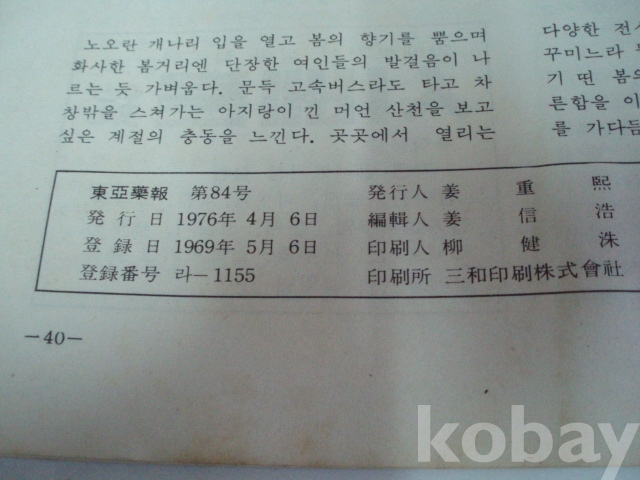 노오란 개나리 입을 열고 봄의 향기를 뿜으며
화사한 봄거리엔 단장한 여인들의 발걸음이 나
르는 듯 가벼웁다. 문득 고속버스라도 타고 차
창밖을 스쳐가는 아지랑이 낀 머언 산천을 보고
싶은 계절의 충동을 느낀다. 곳곳에서 열리는
다양한 전시
꾸미느라
기 떤 봄의
른함을 이
를 가다듬
東亞藥報 第84号
発行日 1976年 4月 6日
登録日 1969年 5月 6日
登録番号 라—1155
発行人 姜 重 熙
編輯人 姜 信 浩
印刷人 柳 健 洙
印刷所 三和印刷株式會社
—40—
kobay